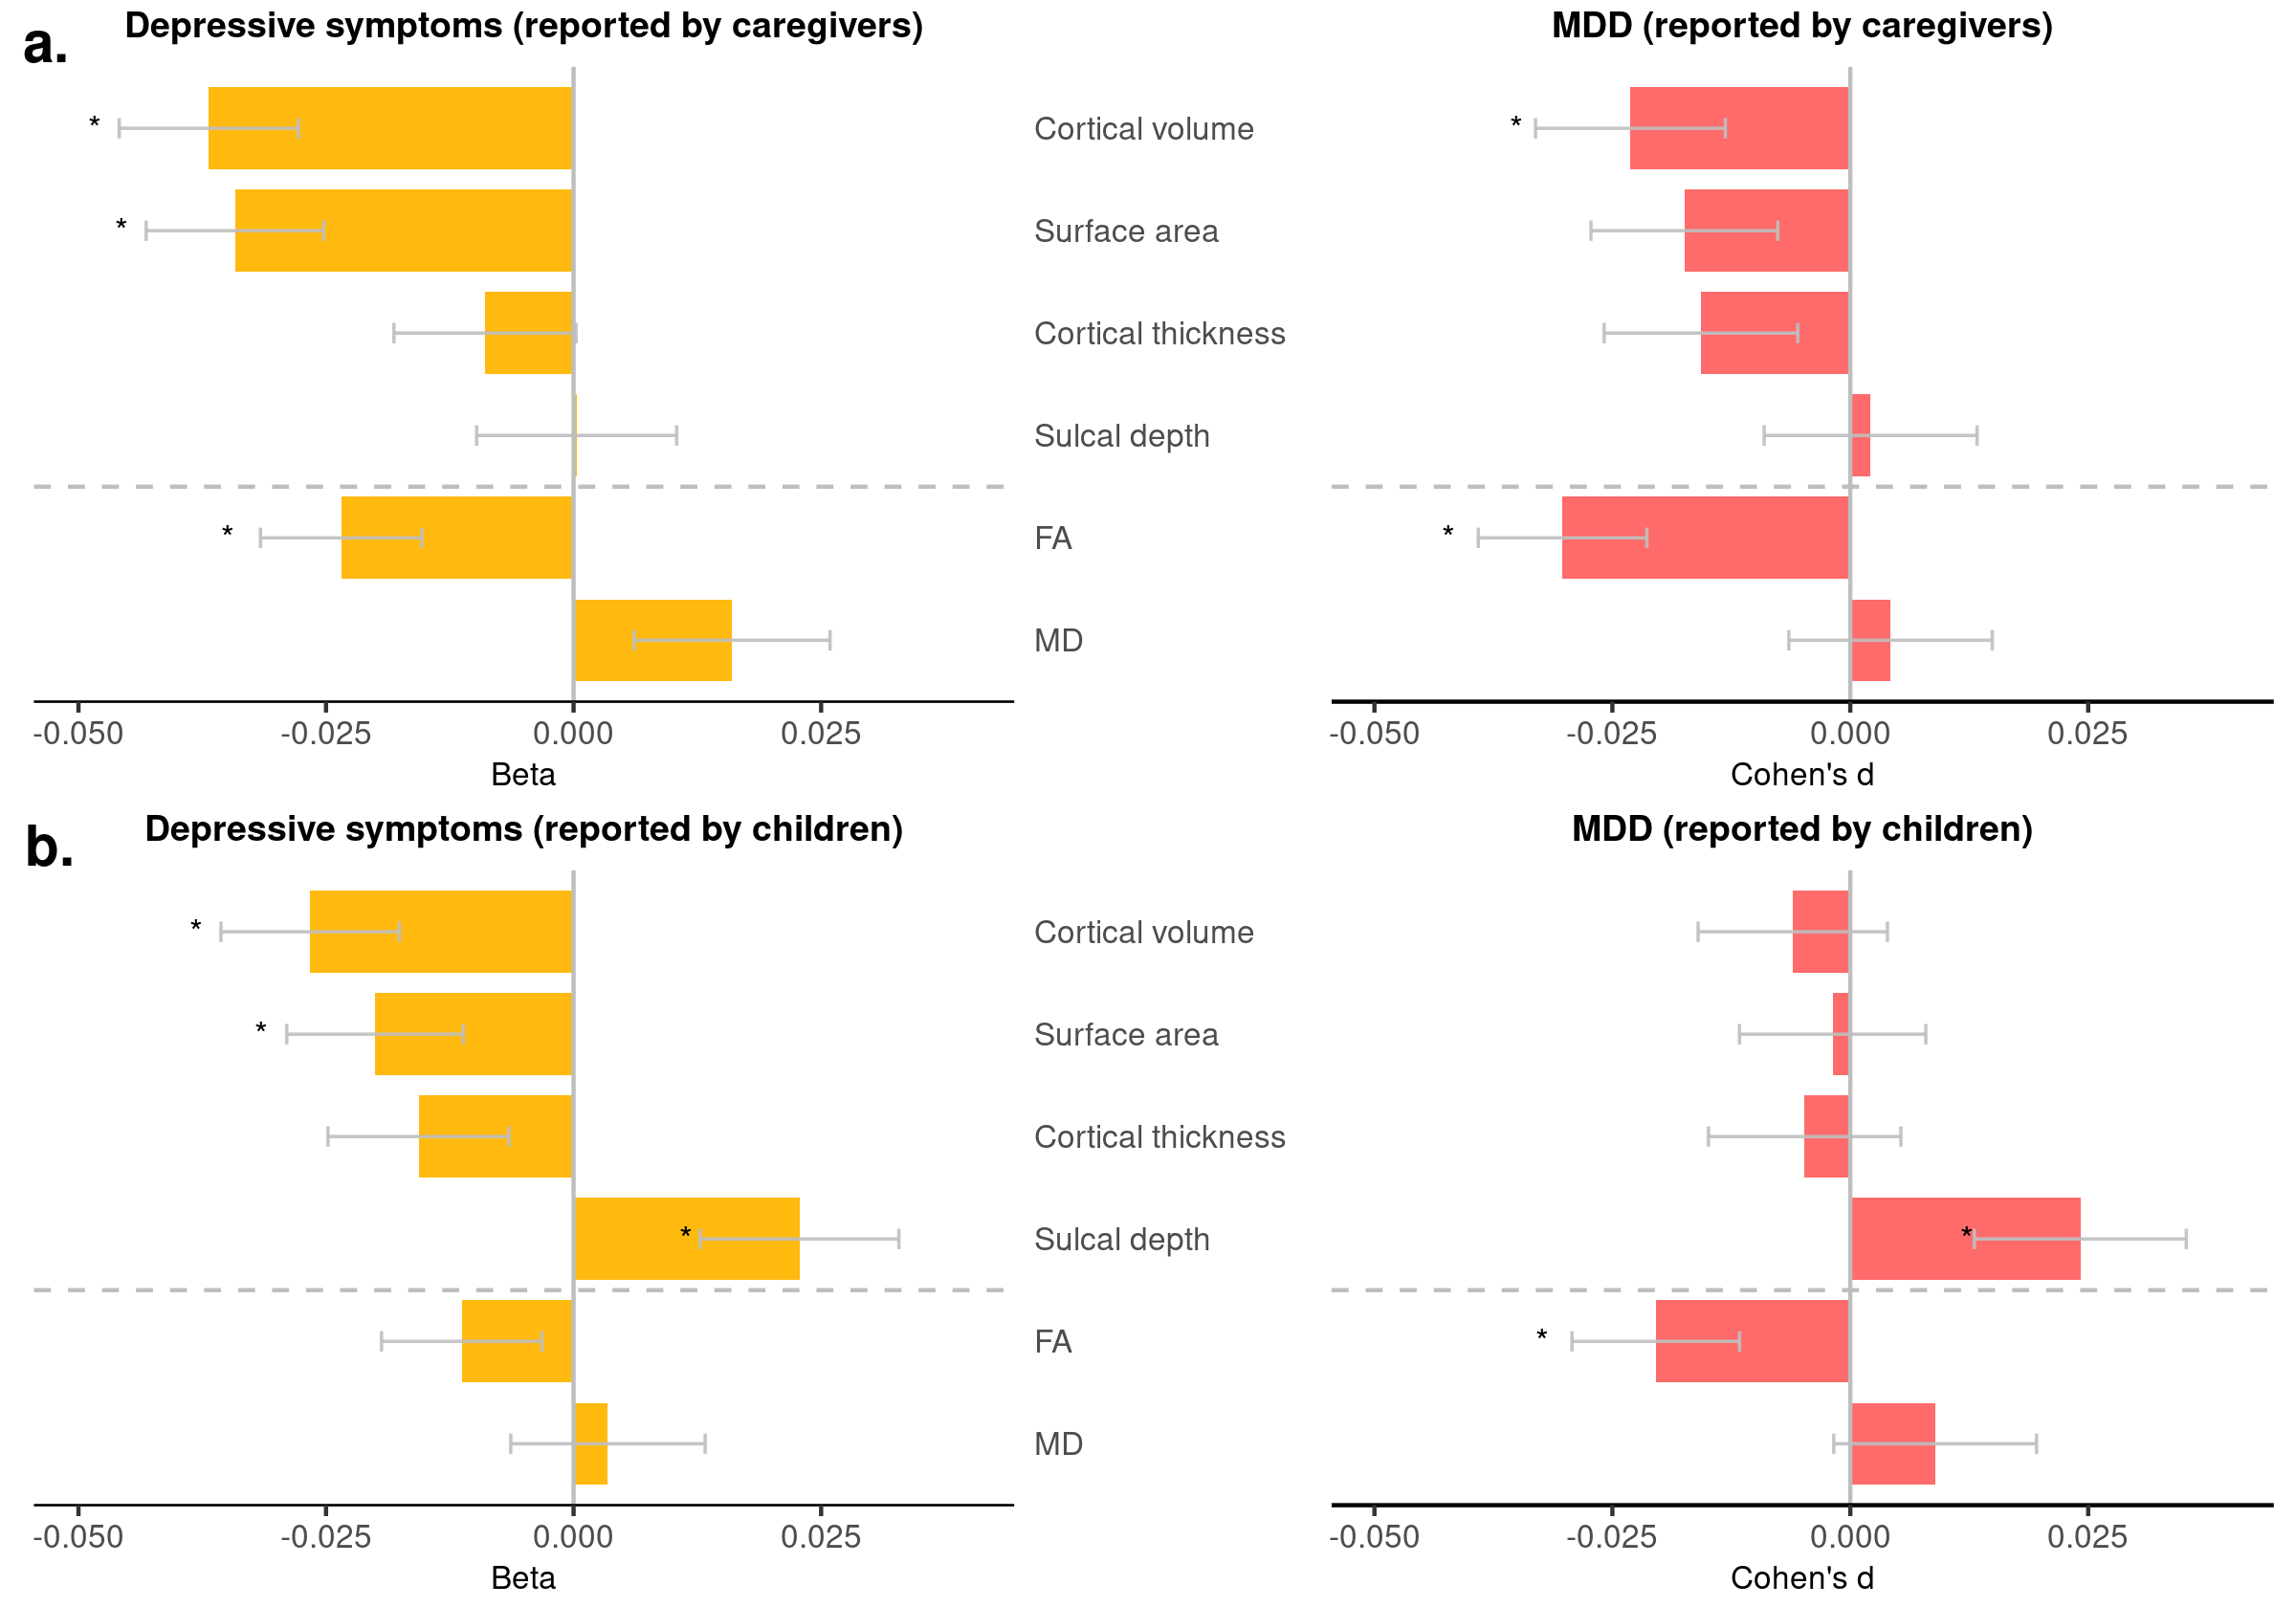 a.
Depressive symptoms (reported by caregivers)
MDD (reported by caregivers)
* Cortical volume *
* Surface area
Cortical thickness
Sulcal depth
* FA *
MD
-0.050 -0.025 0.000 0.025
-0.050 -0.025 0.000 0.025
Beta
Cohen's d
b.
Depressive symptoms (reported by children)
MDD (reported by children)
* Cortical volume
* Surface area
Cortical thickness
* Sulcal depth *
FA *
MD
-0.050 -0.025 0.000 0.025
-0.050 -0.025 0.000 0.025
Beta
Cohen's d